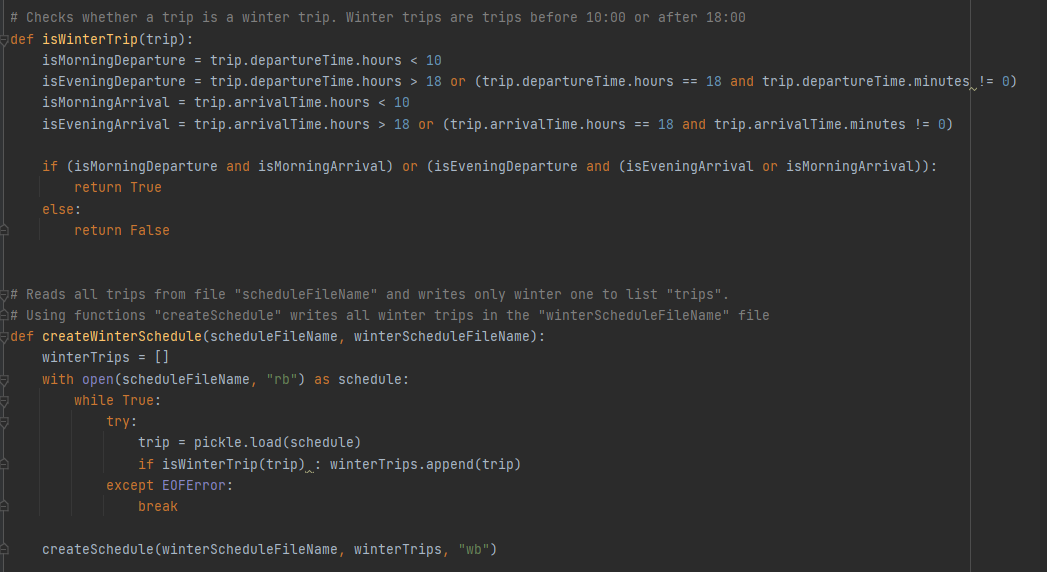 # Checks whether a trip is a winter trip. Winter trips are trips before 10:00 or after 18:00
def isWinterTrip(trip):
    isMorningDeparture = trip.departureTime.hours < 10
    isEveningDeparture = trip.departureTime.hours > 18 or (trip.departureTime.hours == 18 and trip.departureTime.minutes != 0)
    isMorningArrival = trip.arrivalTime.hours < 10
    isEveningArrival = trip.arrivalTime.hours > 18 or (trip.arrivalTime.hours == 18 and trip.arrivalTime.minutes != 0)
    if (isMorningDeparture and isMorningArrival) or (isEveningDeparture and (isEveningArrival or isMorningArrival)):
        return True
    else:
        return False
# Reads all trips from file "scheduleFileName" and writes only winter one to list "trips".
# Using functions "createSchedule" writes all winter trips in the "winterScheduleFileName" file
def createWinterSchedule(scheduleFileName, winterScheduleFileName):
    winterTrips = []
    with open(scheduleFileName, "rb") as schedule:
        while True:
            try:
                trip = pickle.load(schedule)
                if isWinterTrip(trip) : winterTrips.append(trip)
            except EOFError:
                break
    createSchedule(winterScheduleFileName, winterTrips, "wb")